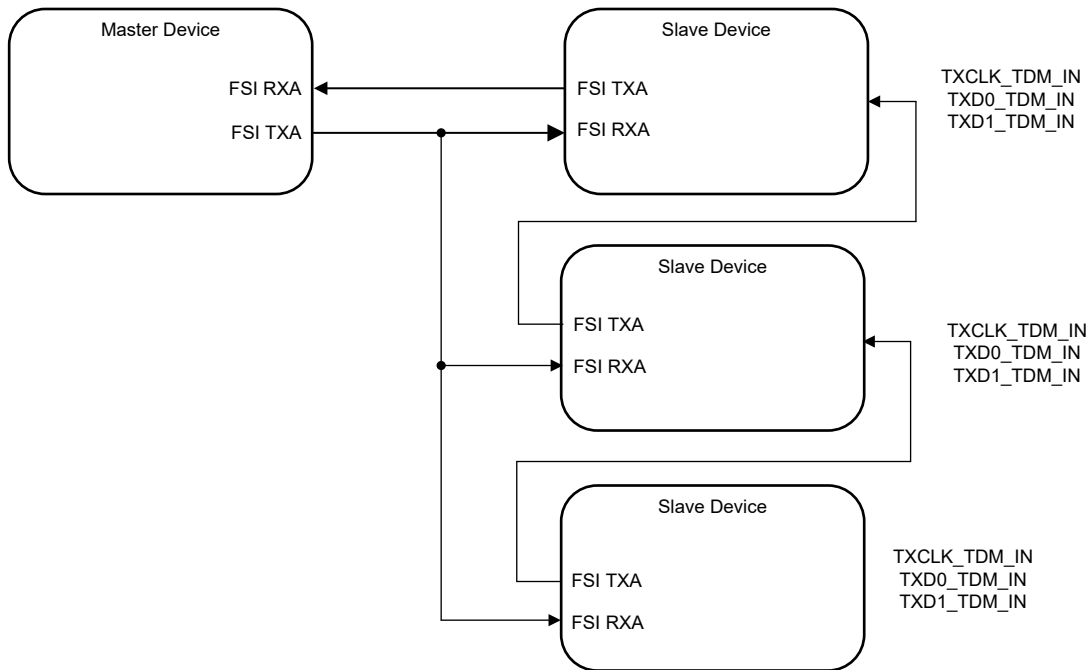 Master Device
FSI RXA
FSI TXA
Slave Device
FSI TXA
FSI RXA
TXCLK_TDM_IN
TXD0_TDM_IN
TXD1_TDM_IN
Slave Device
FSI TXA
FSI RXA
TXCLK_TDM_IN
TXD0_TDM_IN
TXD1_TDM_IN
Slave Device
FSI TXA
FSI RXA
TXCLK_TDM_IN
TXD0_TDM_IN
TXD1_TDM_IN